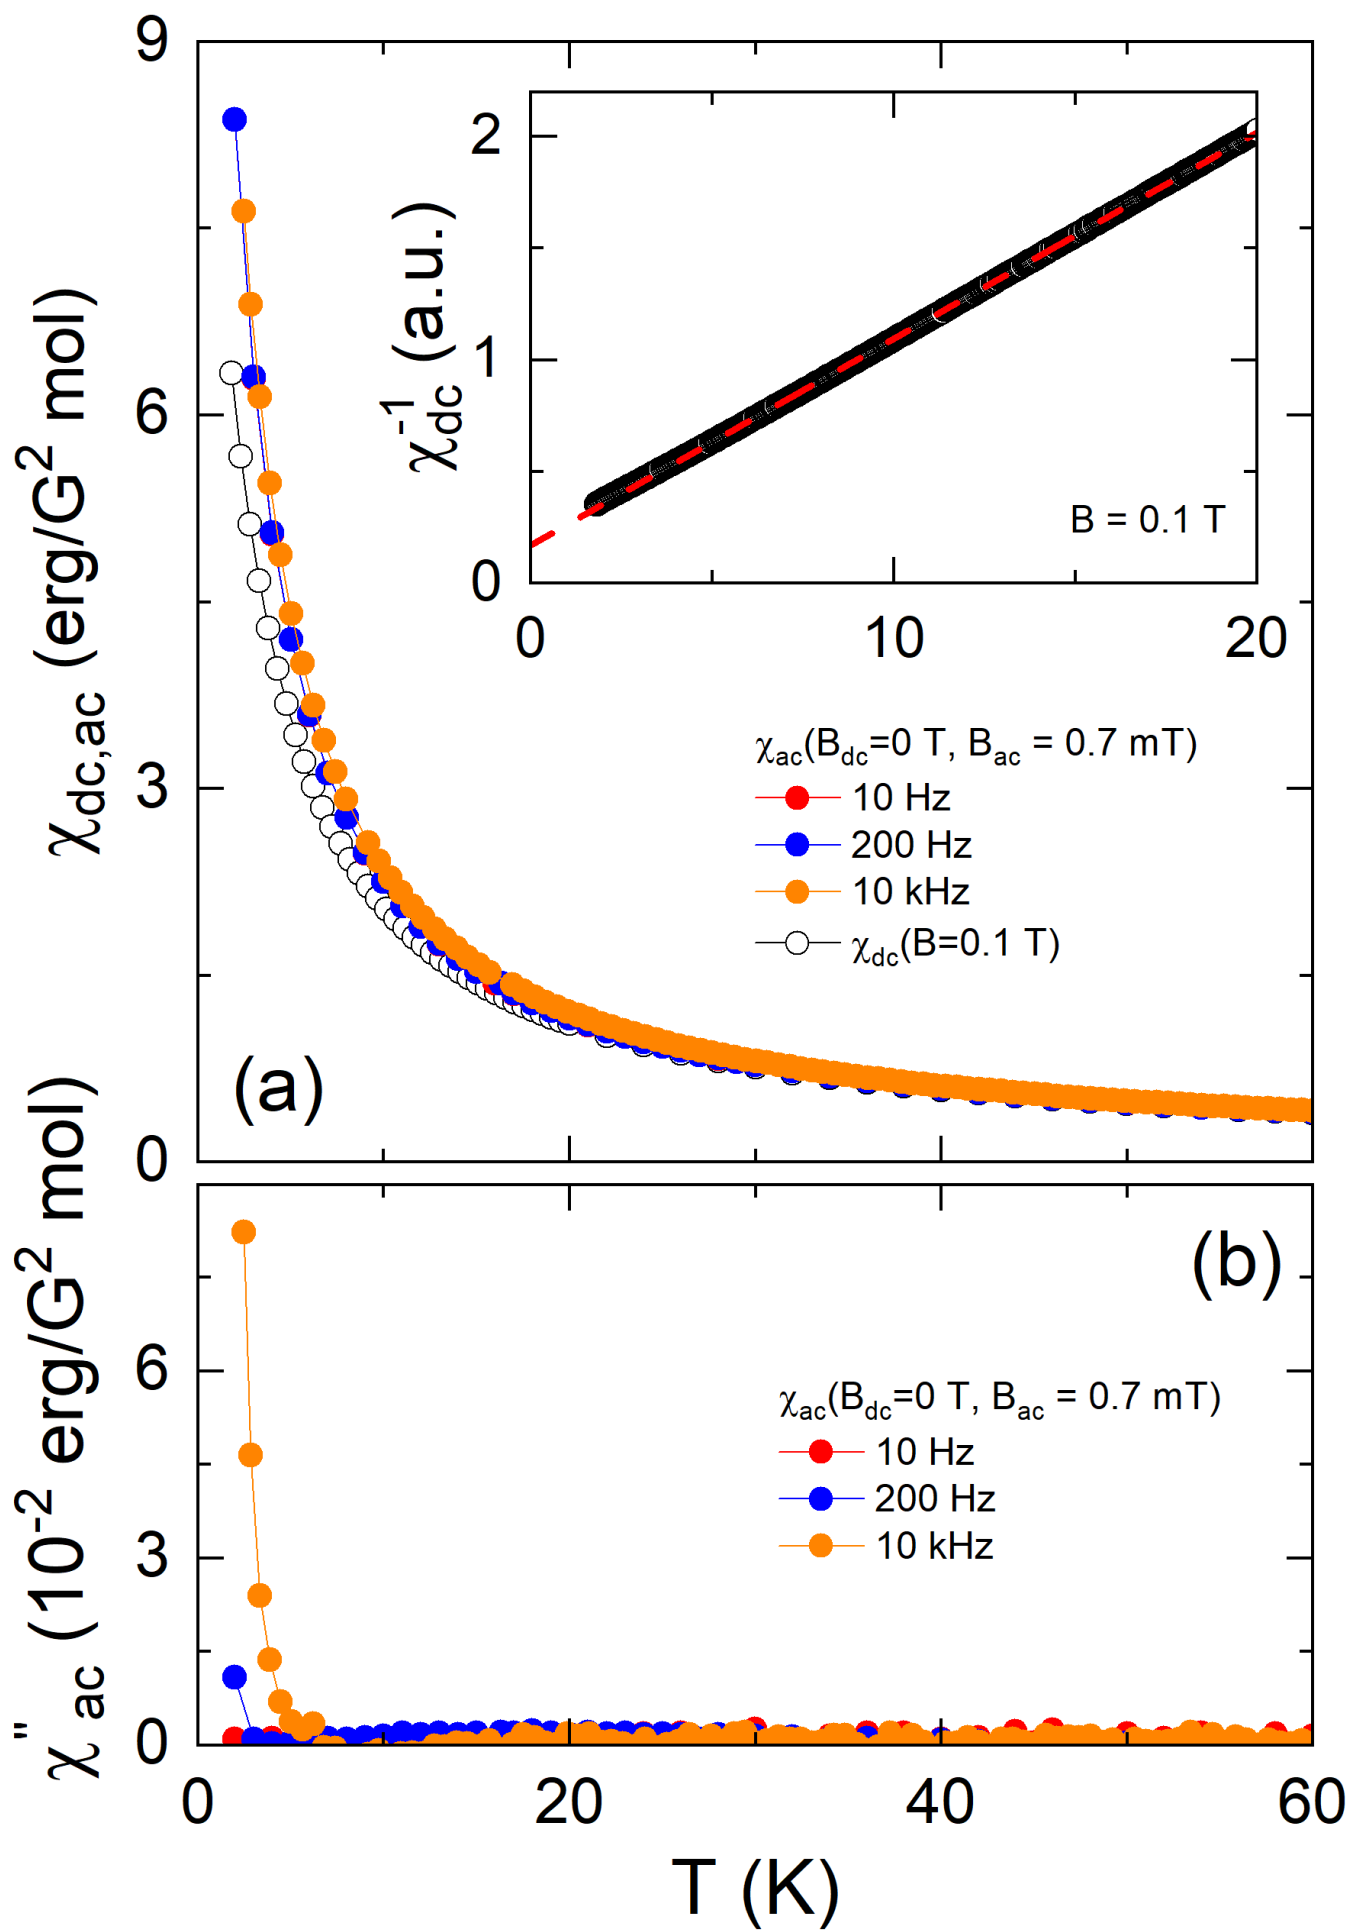 9
6
3
0
χdc,ac (erg/G² mol)
2
1
0
χ⁻¹dc (a.u.)
B = 0.1 T
0 10 20
χac(Bdc=0 T, Bac = 0.7 mT)
10 Hz
200 Hz
10 kHz
χdc(B=0.1 T)
(a)
(b)
6
3
0
χ"ac (10⁻² erg/G² mol)
χac(Bdc=0 T, Bac = 0.7 mT)
10 Hz
200 Hz
10 kHz
0 20 40 60
T (K)